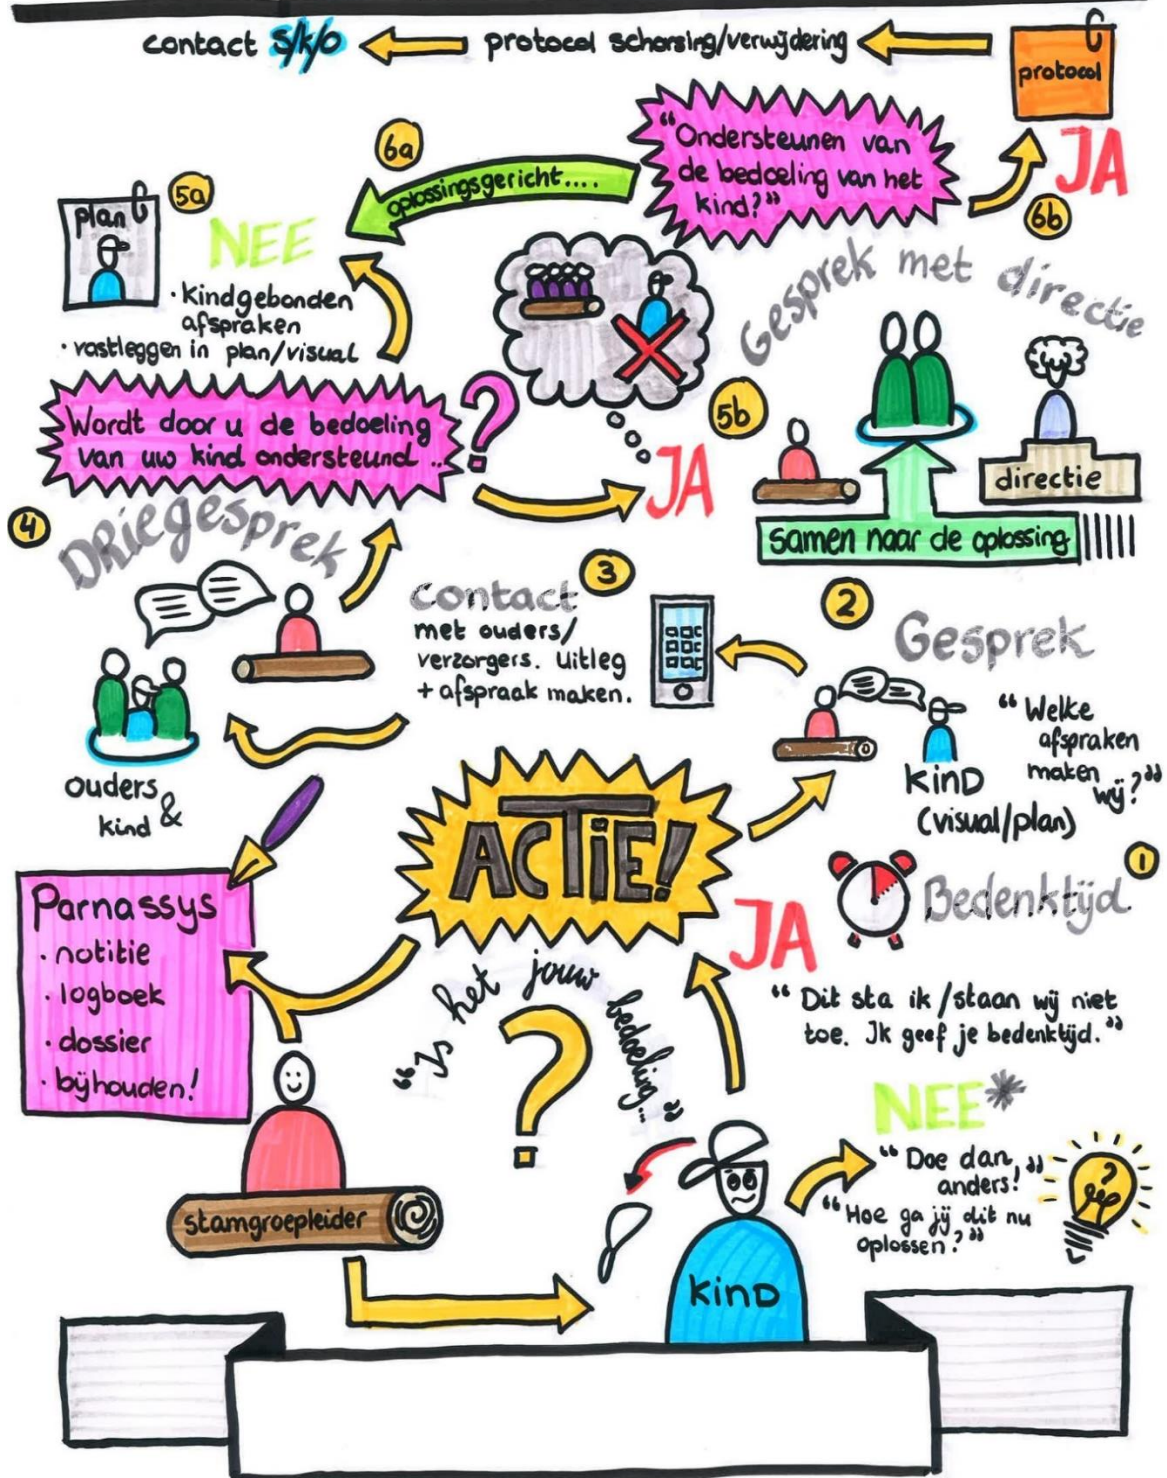 contact s/k/o
protocol schorsing/verwijdering
protocol
"Ondersteunen van
de bedoeling van het
kind?"
JA
6b
6a
oplossingsgericht....
5a
plan
NEE
· Kindgebonden
afspraken
· vastleggen in plan/visual
Gesprek met directie
Wordt door u de bedoeling
van uw kind ondersteund ..
?
JA
5b
directie
Samen naar de oplossing
4
DRIEgesprek
ouders &
kind
3
contact
met ouders/
verzorgers. Uitleg
+ afspraak maken.
2
Gesprek
"Welke
afspraken
maken
wij?"
KIND
(visual/plan)
ACTIE!
1
Bedenktijd
JA
"Dit sta ik/staan wij niet
toe. Ik geef je bedenktijd."
Parnassys
· notitie
· logboek
· dossier
· bijhouden!
"Is het jouw bedoeling..."
?
NEE*
"Doe dan
anders!"
"Hoe ga jij dit nu
oplossen?"
stamgroepleider
KIND